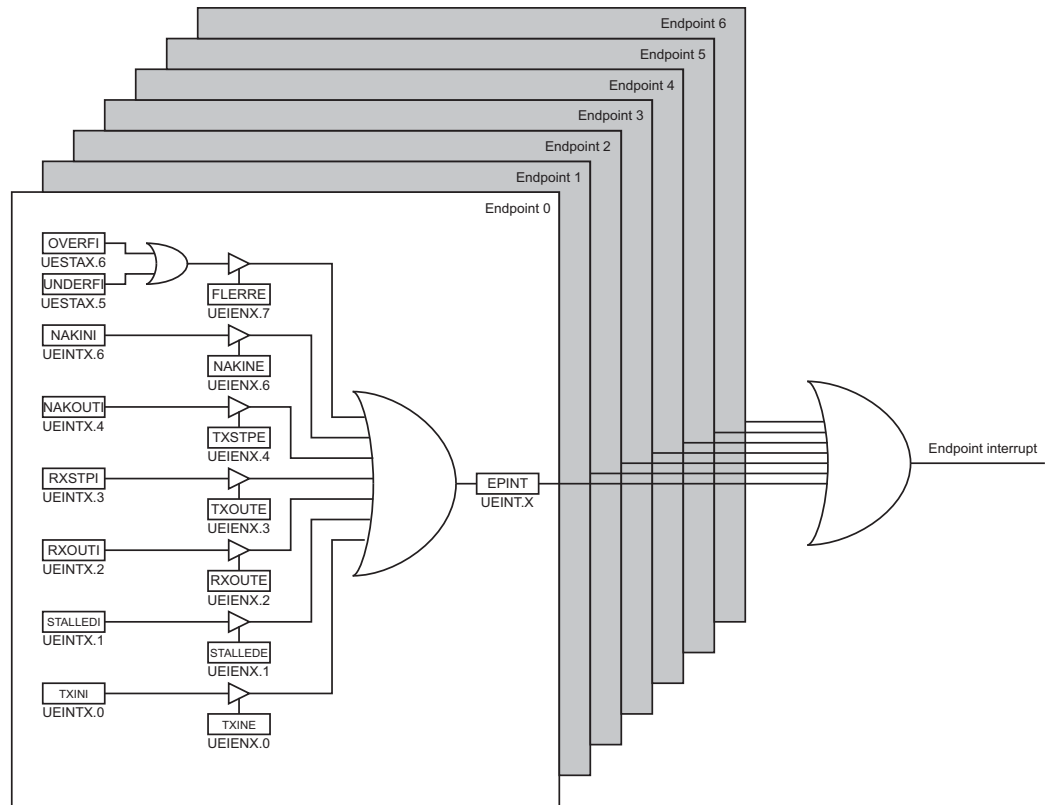 Endpoint 6
Endpoint 5
Endpoint 4
Endpoint 3
Endpoint 2
Endpoint 1
Endpoint 0
OVERFI
UESTAX.6
UNDERFI
UESTAX.5
FLERRE
UEIENX.7
NAKINI
UEINTX.6
NAKINE
UEIENX.6
NAKOUTI
UEINTX.4
TXSTPE
UEIENX.4
RXSTPI
UEINTX.3
TXOUTE
UEIENX.3
RXOUTI
UEINTX.2
RXOUTE
UEIENX.2
STALLEDI
UEINTX.1
STALLEDE
UEIENX.1
TXINI
UEINTX.0
TXINE
UEIENX.0
EPINT
UEINT.X
Endpoint interrupt